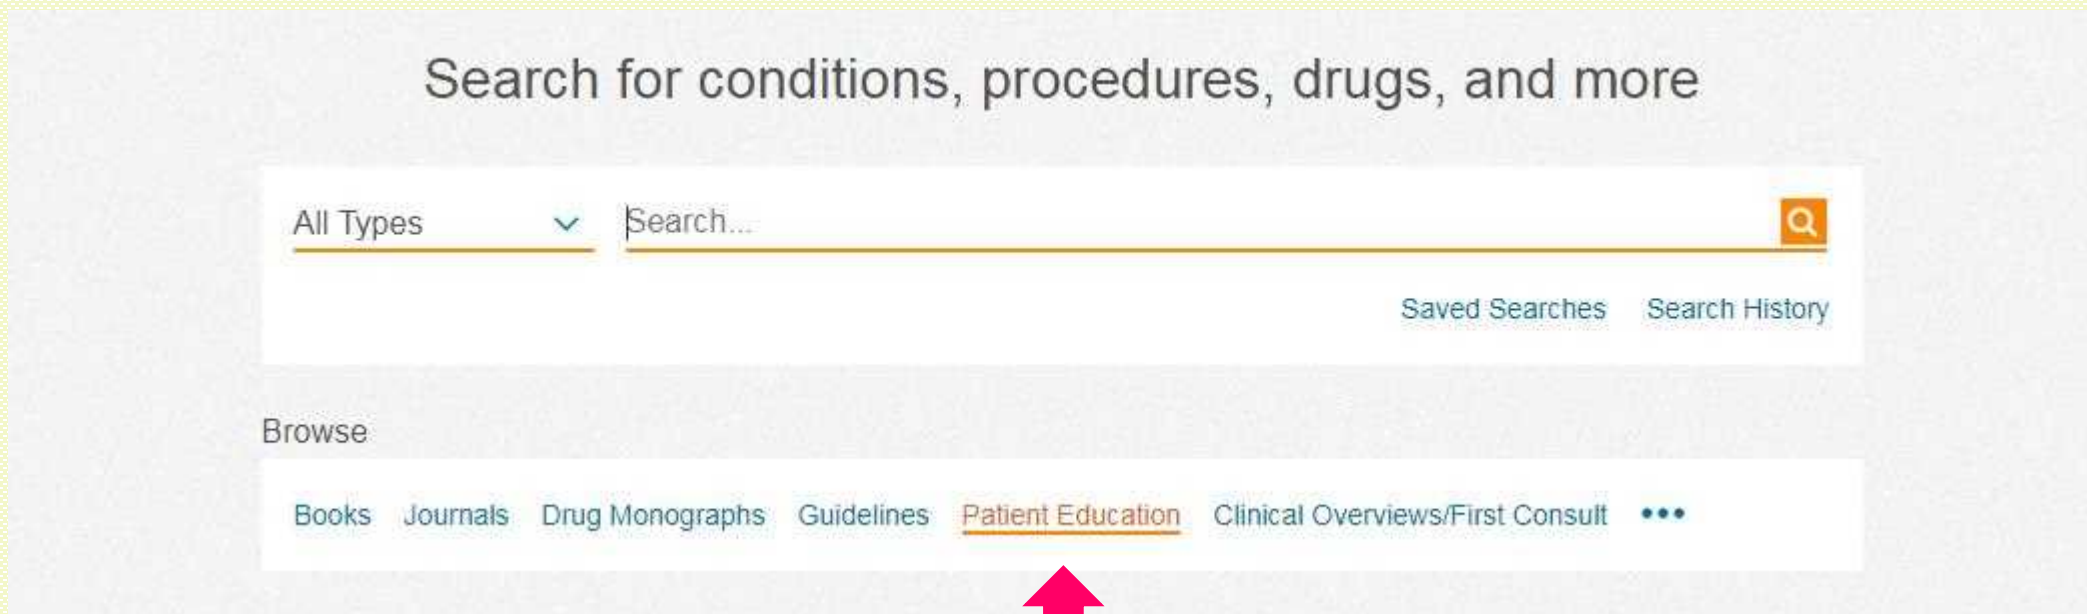 Search for conditions, procedures, drugs, and more
All Types Search...
Saved Searches Search History
Browse
Books Journals Drug Monographs Guidelines Patient Education Clinical Overviews/First Consult •••